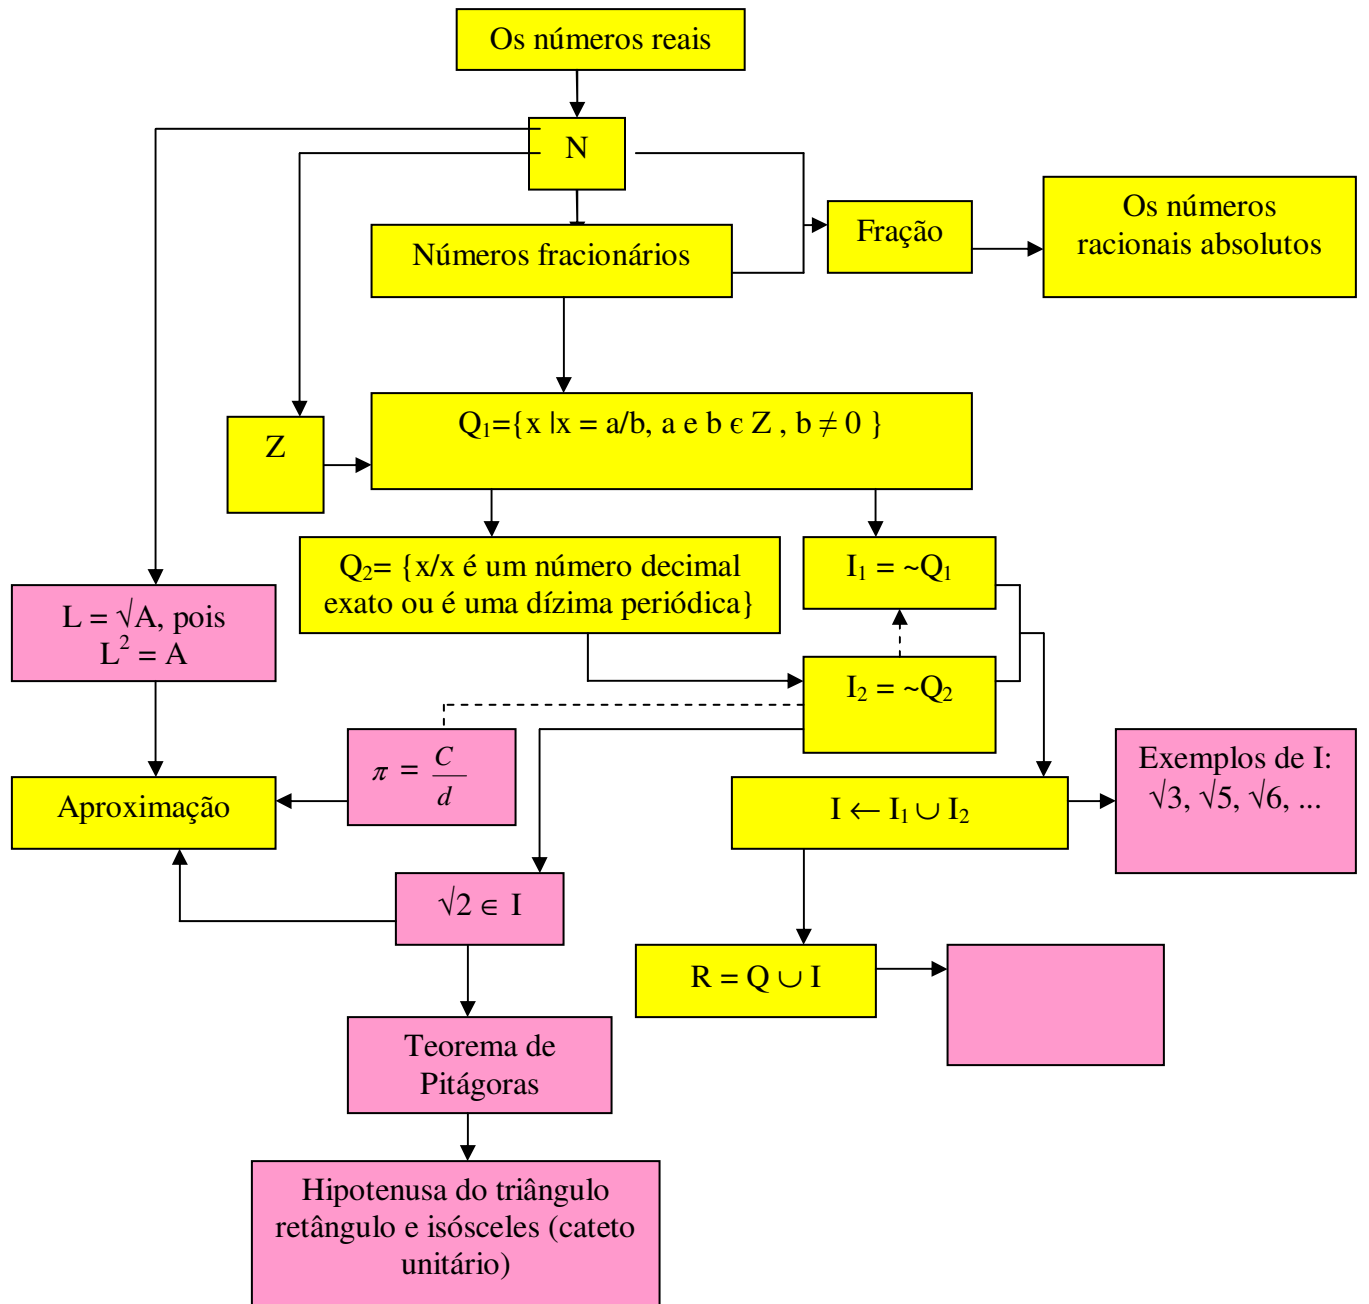 Os números reais
N
Números fracionários
Fração
Os números
racionais absolutos
Z
Q₁={x |x = a/b, a e b є Z , b ≠ 0 }
Q₂= {x/x é um número decimal
exato ou é uma dízima periódica}
I₁ = ~Q₁
L = √A, pois
L² = A
I₂ = ~Q₂
π = C/d
Aproximação
I ← I₁ ∪ I₂
Exemplos de I:
√3, √5, √6, ...
√2 ∈ I
R = Q ∪ I
Teorema de
Pitágoras
Hipotenusa do triângulo
retângulo e isósceles (cateto
unitário)